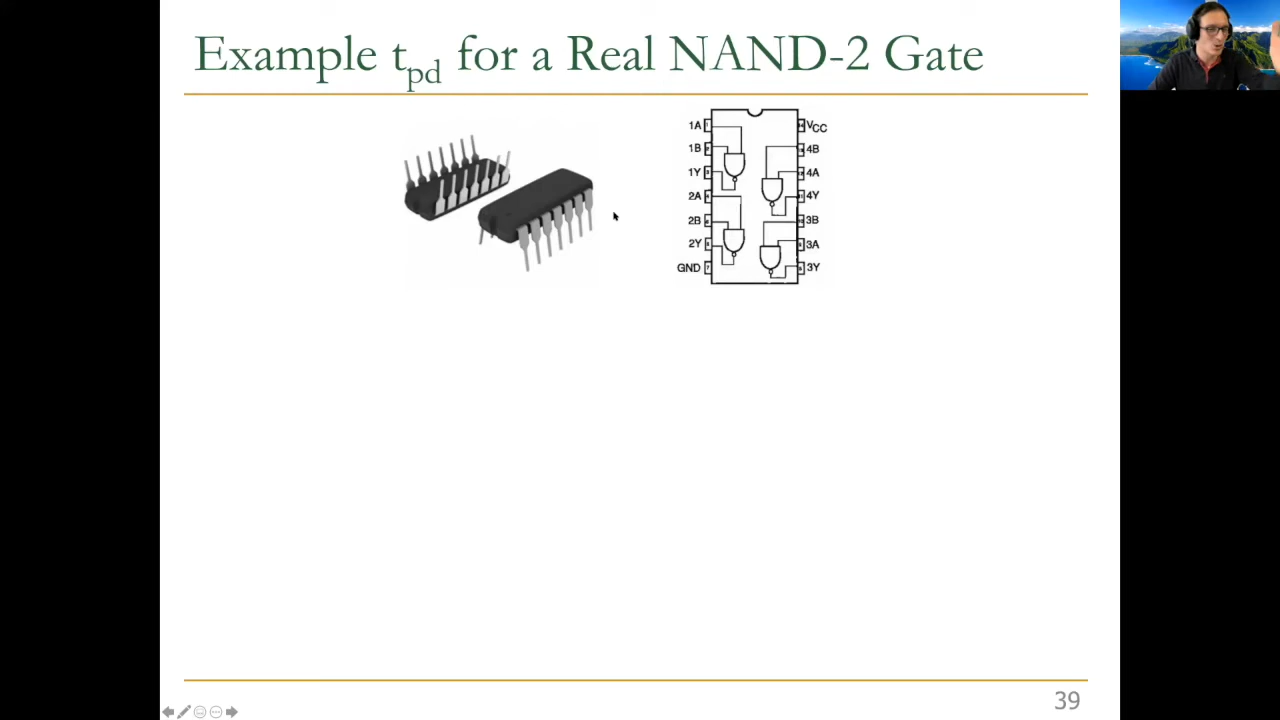 Example tpd for a Real NAND-2 Gate
1A
1B
1Y
2A
2B
2Y
GND
VCC
4B
4A
4Y
3B
3A
3Y
39